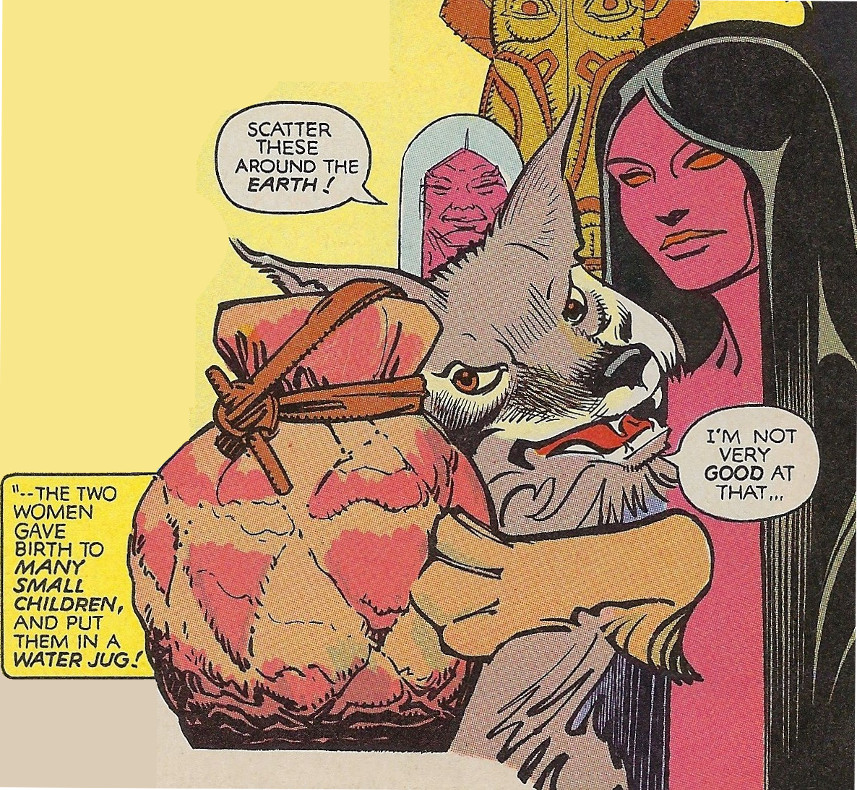 SCATTER
THESE
AROUND THE
EARTH!
"--THE TWO
WOMEN
GAVE
BIRTH TO
MANY
SMALL
CHILDREN,
AND PUT
THEM IN A
WATER JUG!
I'M NOT
VERY
GOOD AT
THAT...